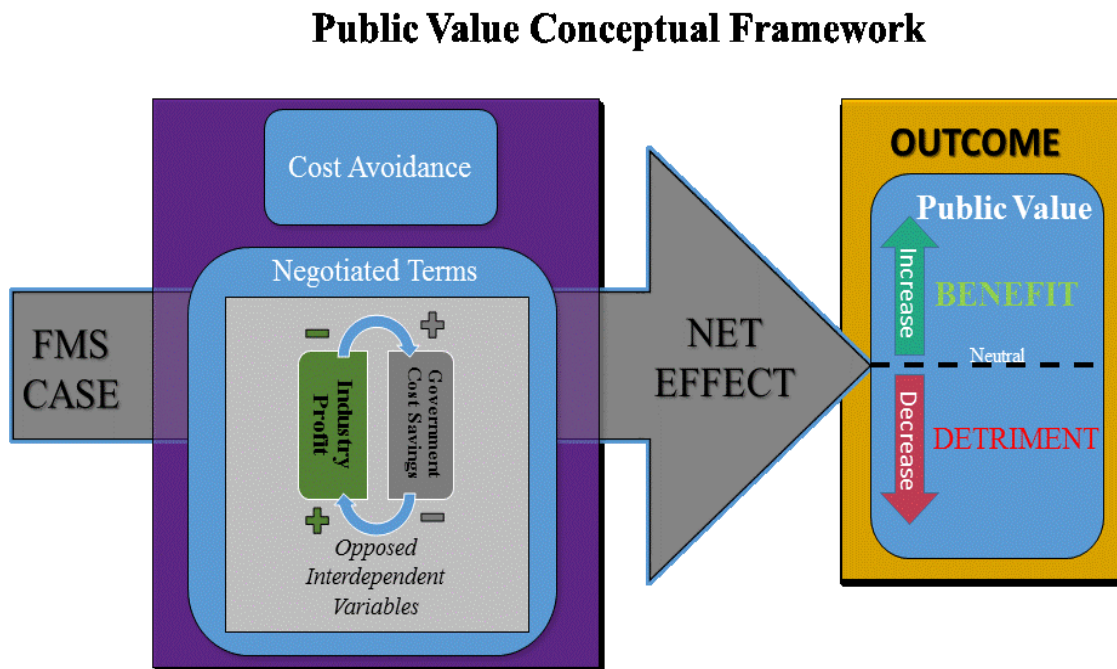 Public Value Conceptual Framework
FMS
CASE
Cost Avoidance
Negotiated Terms
−
+
Industry
Profit
Government
Cost Savings
+
−
Opposed
Interdependent
Variables
NET
EFFECT
OUTCOME
Public Value
Increase
BENEFIT
Neutral
Decrease
DETRIMENT